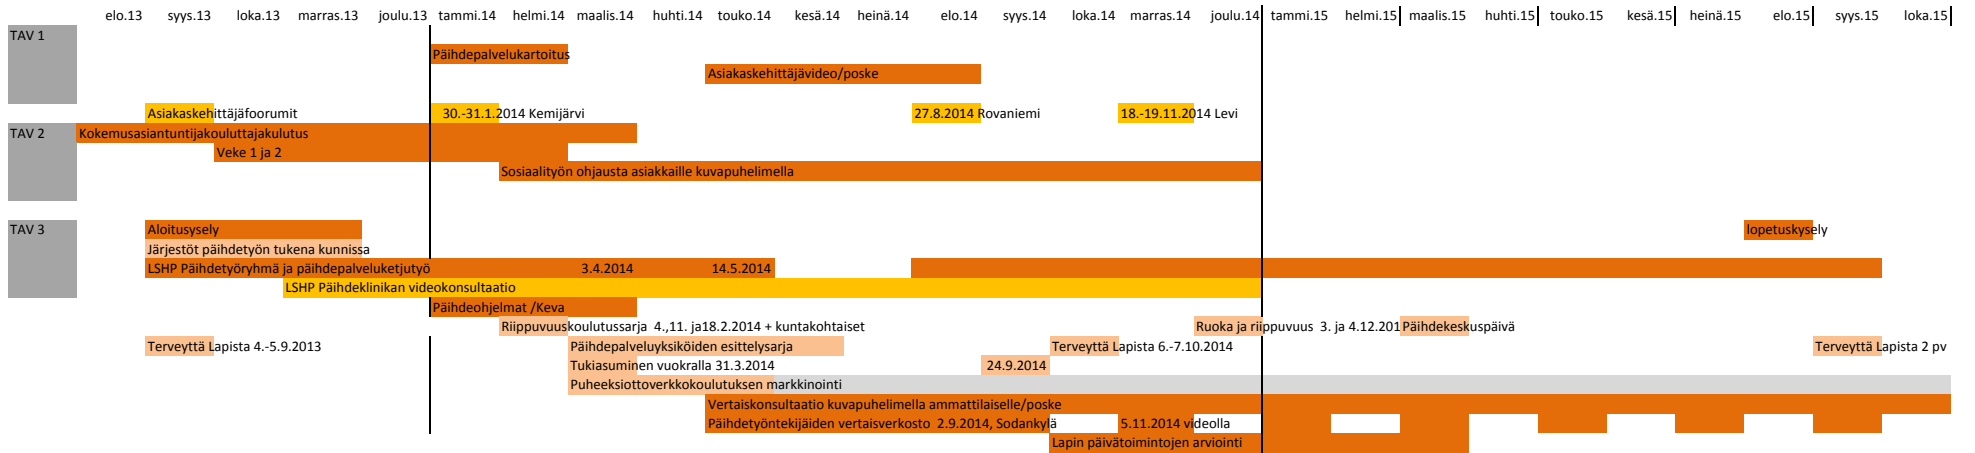 elo.13 syys.13 loka.13 marras.13 joulu.13 tammi.14 helmi.14 maalis.14 huhti.14 touko.14 kesä.14 heinä.14 elo.14 syys.14 loka.14 marras.14 joulu.14 tammi.15 helmi.15 maalis.15 huhti.15 touko.15 kesä.15 heinä.15 elo.15 syys.15 loka.15
TAV 1
Päihdepalvelukartoitus
Asiakaskehittäjävideo/poske
Asiakaskehittäjäfoorumit 30.-31.1.2014 Kemijärvi 27.8.2014 Rovaniemi 18.-19.11.2014 Levi
TAV 2 Kokemusasiantuntijakouluttajakulutus
Veke 1 ja 2
Sosiaalityön ohjausta asiakkaille kuvapuhelimella
TAV 3 Aloitusysely lopetuskysely
Järjestöt päihdetyön tukena kunnissa
LSHP Päihdetyöryhmä ja päihdepalveluketjutyö 3.4.2014 14.5.2014
LSHP Päihdeklinikan videokonsultaatio
Päihdeohjelmat /Keva
Riippuvuuskoulutussarja 4.,11. ja18.2.2014 + kuntakohtaiset Ruoka ja riippuvuus 3. ja 4.12.201 Päihdekeskuspäivä
Terveyttä Lapista 4.-5.9.2013 Päihdepalveluyksiköiden esittelysarja Terveyttä Lapista 6.-7.10.2014 Terveyttä Lapista 2 pv
Tukiasuminen vuokralla 31.3.2014 24.9.2014
Puheeksiottoverkkokoulutuksen markkinointi
Vertaiskonsultaatio kuvapuhelimella ammattilaiselle/poske
Päihdetyöntekijäiden vertaisverkosto 2.9.2014, Sodankylä 5.11.2014 videolla
Lapin päivätoimintojen arviointi